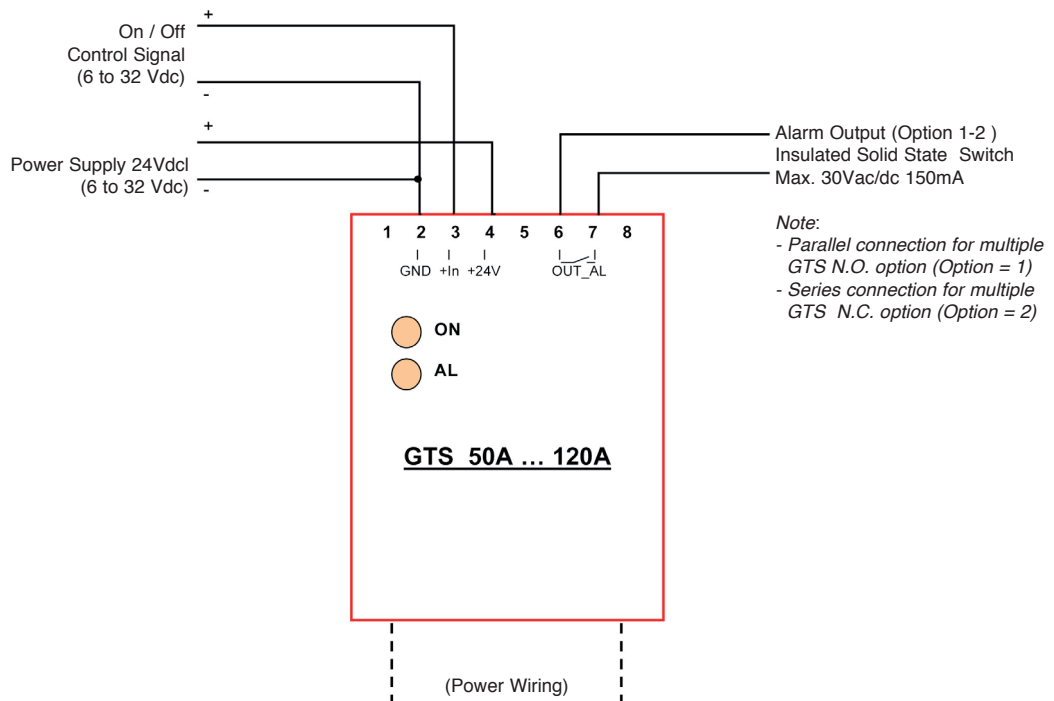 +
On / Off
Control Signal
(6 to 32 Vdc)
-
+
Power Supply 24Vdcl
(6 to 32 Vdc)
-
Alarm Output (Option 1-2 )
Insulated Solid State Switch
Max. 30Vac/dc 150mA
Note:
- Parallel connection for multiple
GTS N.O. option (Option = 1)
- Series connection for multiple
GTS N.C. option (Option = 2)
1 2 3 4 5 6 7 8
GND +In +24V OUT_AL
ON
AL
GTS 50A ... 120A
(Power Wiring)